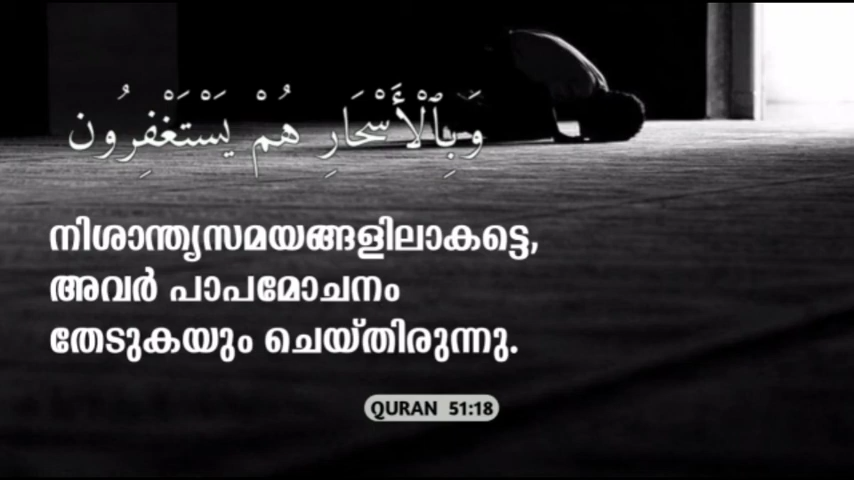 وَبِٱلْأَسْحَارِ هُمْ يَسْتَغْفِرُون
നിശാന്ത്യസമയങ്ങളിലാകട്ടെ,
അവർ പാപമോചനം
തേടുകയും ചെയ്തിരുന്നു.
QURAN 51:18